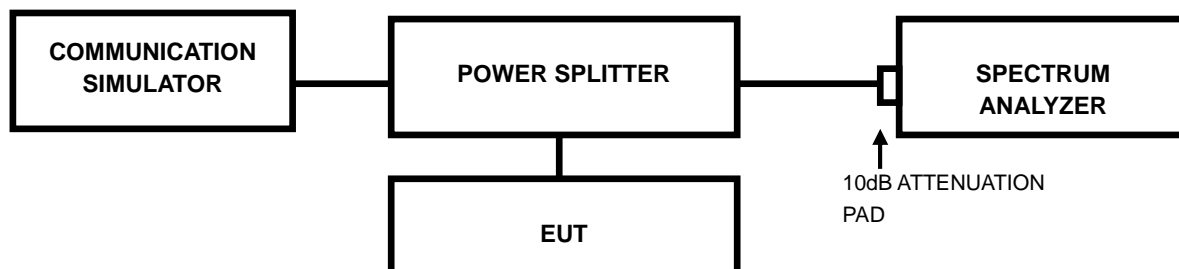 COMMUNICATION
SIMULATOR
POWER SPLITTER
SPECTRUM
ANALYZER
10dB ATTENUATION
PAD
EUT